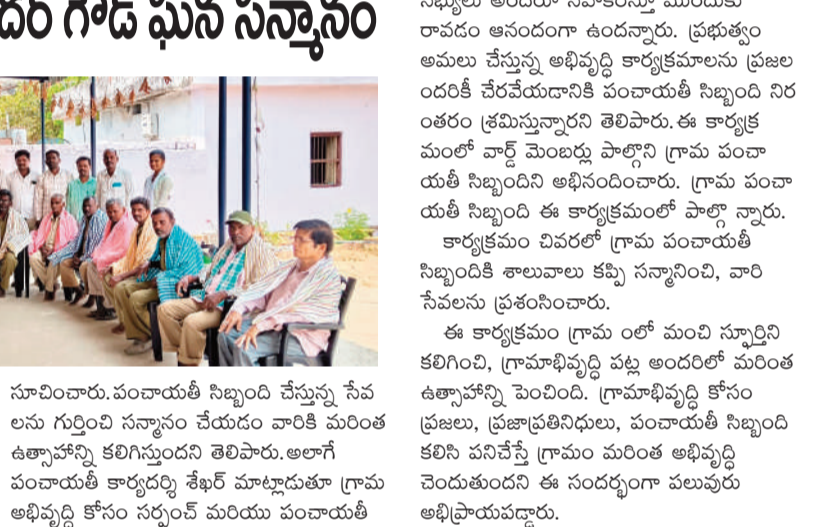 దర్ గౌడ్ ఘన సన్మానం
సూచించారు.పంచాయతీ సిబ్బంది చేస్తున్న సేవ
లను గుర్తించి సన్మానం చేయడం వారికి మరింత
ఉత్సాహాన్ని కలిగిస్తుందని తెలిపారు.అలాగే
పంచాయతీ కార్యదర్శి శేఖర్ మాట్లాడుతూ గ్రామ
అభివృద్ధి కోసం సర్పంచ్ మరియు పంచాయతీ
సభ్యులు అందరూ సహకరిస్తూ ముందుకు
రావడం ఆనందంగా ఉందన్నారు. ప్రభుత్వం
అమలు చేస్తున్న అభివృద్ధి కార్యక్రమాలను ప్రజల
ందరికీ చేరవేయడానికి పంచాయతీ సిబ్బంది నిర
ంతరం శ్రమిస్తున్నారని తెలిపారు.ఈ కార్యక్ర
మంలో వార్డ్ మెంబర్లు పాల్గొని గ్రామ పంచా
యతీ సిబ్బందిని అభినందించారు. గ్రామ పంచా
యతీ సిబ్బంది ఈ కార్యక్రమంలో పాల్గొ న్నారు.
కార్యక్రమం చివరలో గ్రామ పంచాయతీ
సిబ్బందికి శాలువాలు కప్పి సన్మానించి, వారి
సేవలను ప్రశంసించారు.
ఈ కార్యక్రమం గ్రామ ంలో మంచి స్ఫూర్తిని
కలిగించి, గ్రామాభివృద్ధి పట్ల అందరిలో మరింత
ఉత్సాహాన్ని పెంచింది. గ్రామాభివృద్ధి కోసం
ప్రజలు, ప్రజాప్రతినిధులు, పంచాయతీ సిబ్బంది
కలిసి పనిచేస్తే గ్రామం మరింత అభివృద్ధి
చెందుతుందని ఈ సందర్భంగా పలువురు
అభిప్రాయపడ్డారు.